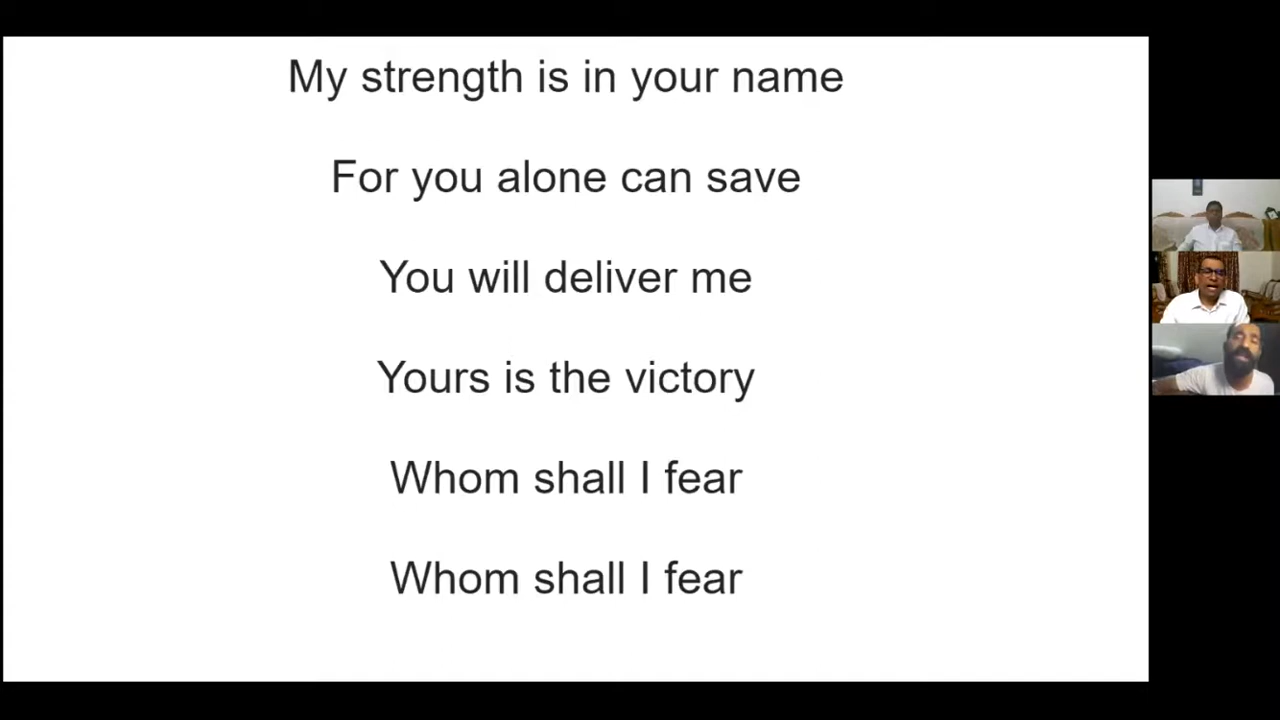 My strength is in your name
For you alone can save
You will deliver me
Yours is the victory
Whom shall I fear
Whom shall I fear